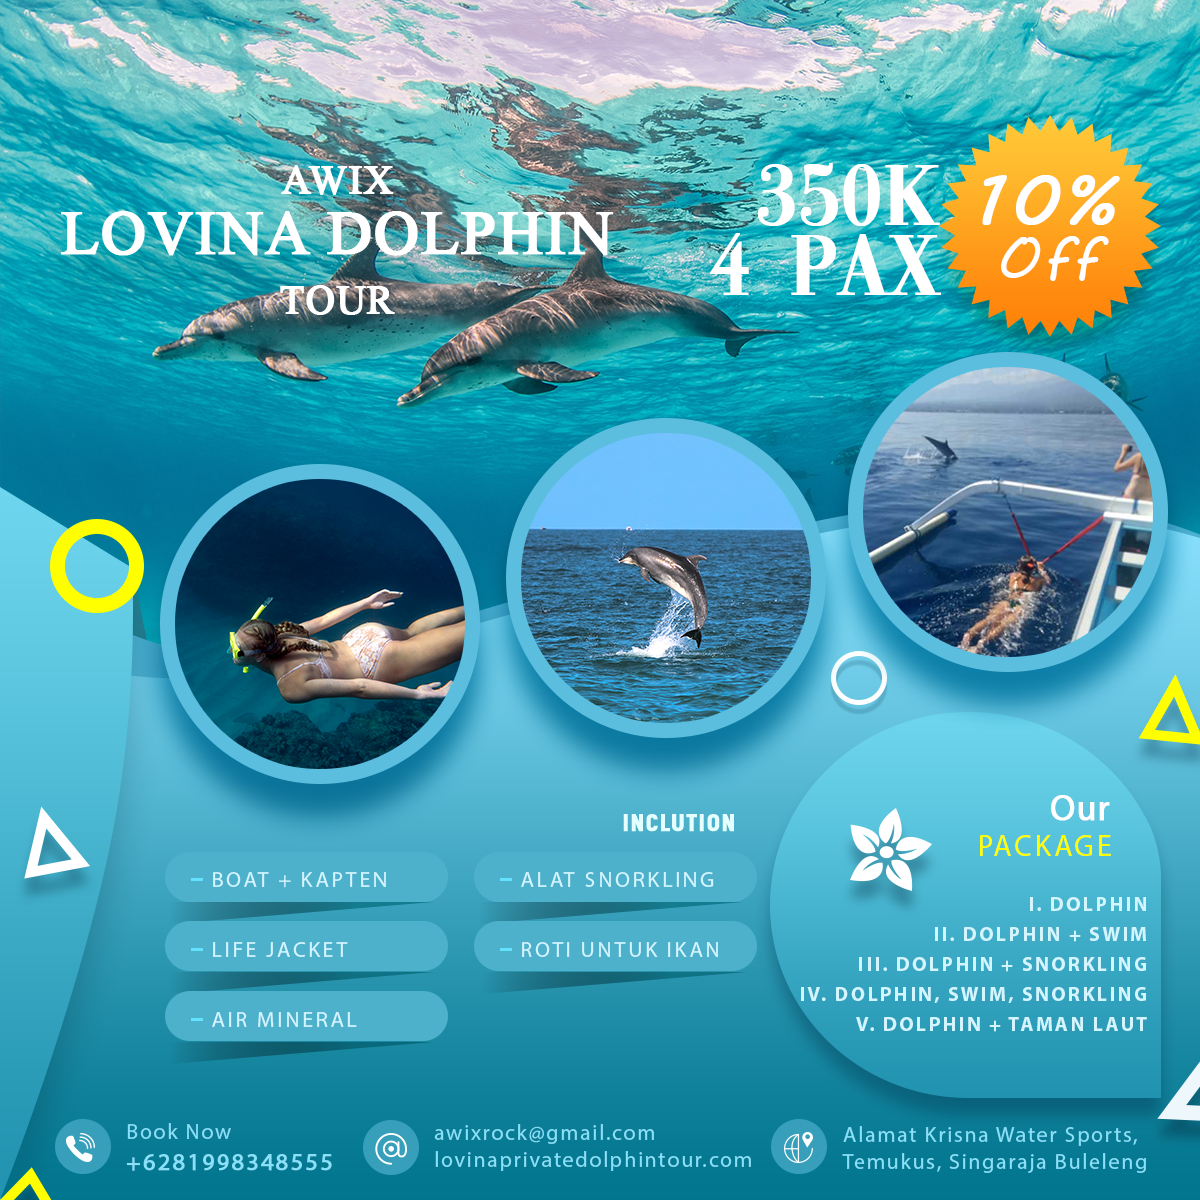 AWIX
LOVINA DOLPHIN
TOUR
350K
4 PAX
10%
Off
INCLUTION
– BOAT + KAPTEN
– ALAT SNORKLING
– LIFE JACKET
– ROTI UNTUK IKAN
– AIR MINERAL
Our
PACKAGE
I. DOLPHIN
II. DOLPHIN + SWIM
III. DOLPHIN + SNORKLING
IV. DOLPHIN, SWIM, SNORKLING
V. DOLPHIN + TAMAN LAUT
Book Now
+6281998348555
awixrock@gmail.com
lovinaprivatedolphintour.com
Alamat Krisna Water Sports,
Temukus, Singaraja Buleleng